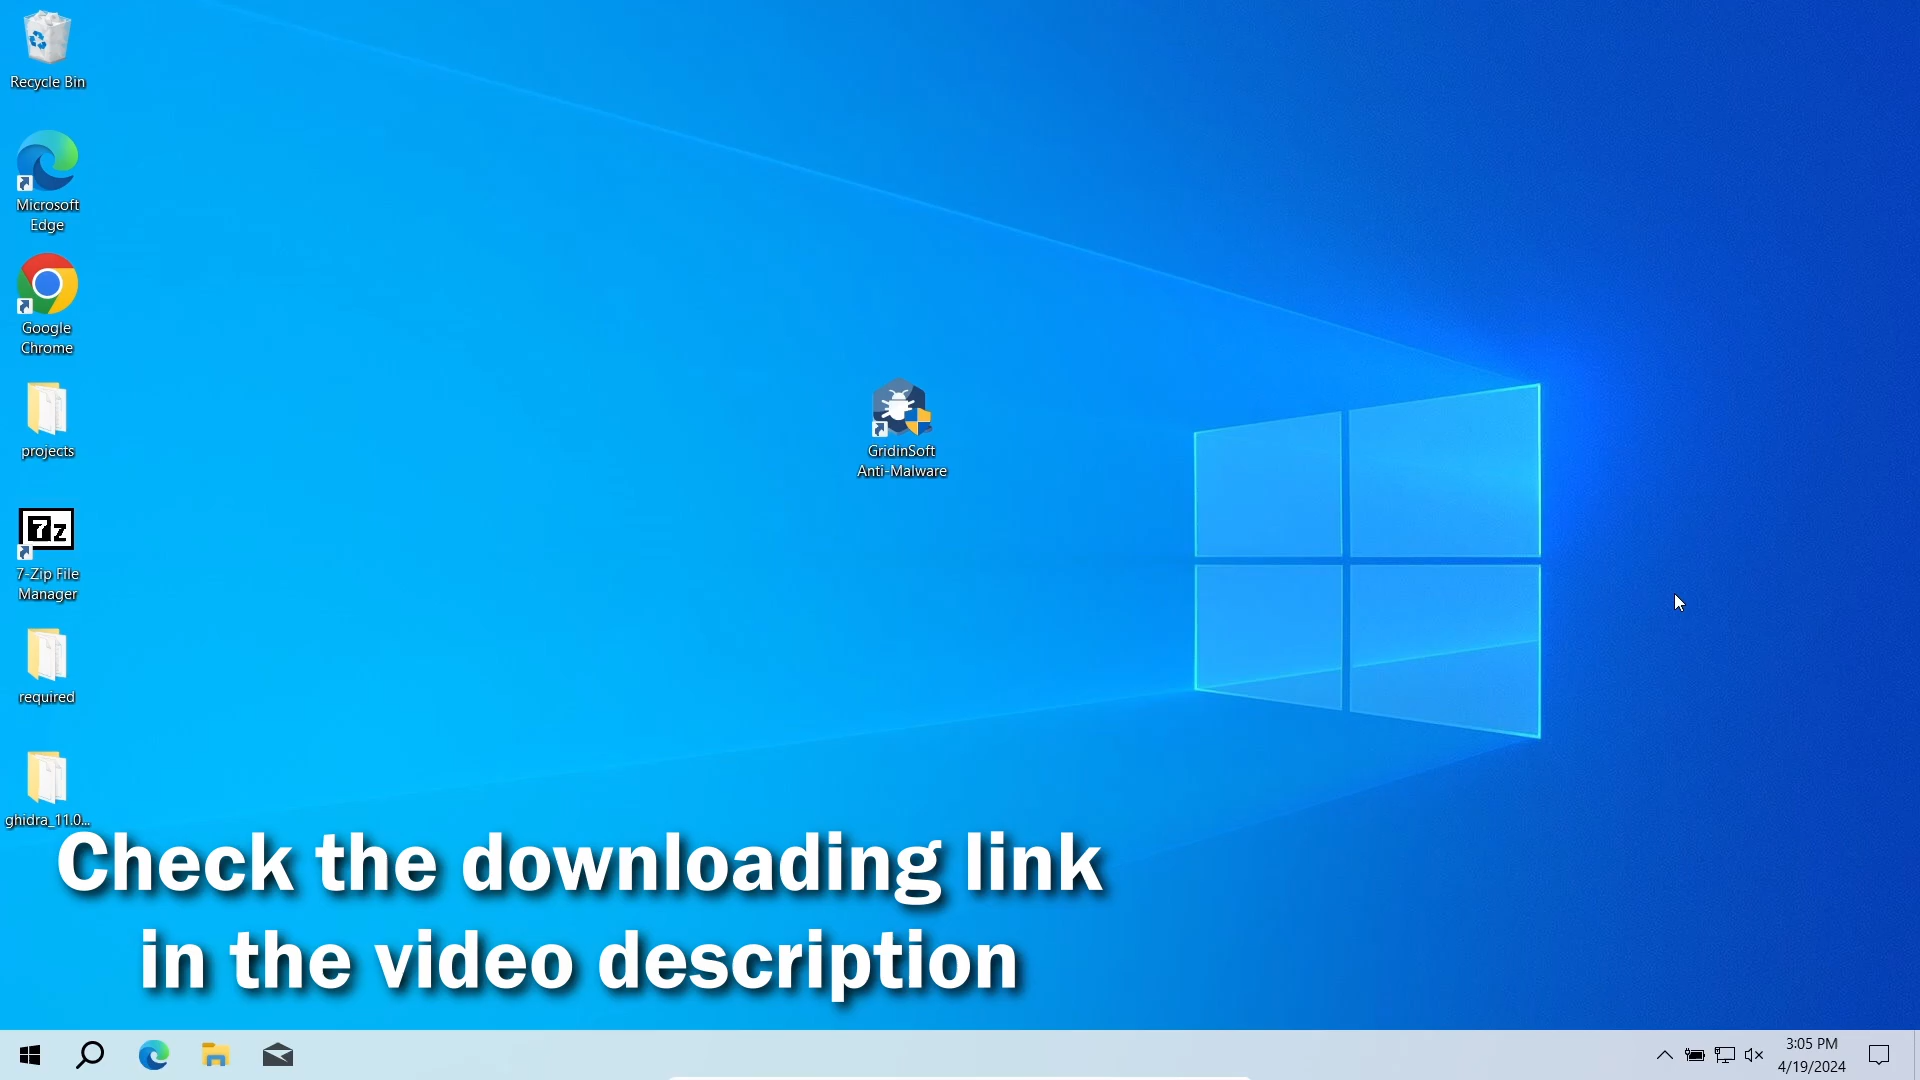 Recycle Bin
Microsoft
Edge
Google
Chrome
projects
7z
7-Zip File
Manager
required
ghidra_11.0...
GridinSoft
Anti-Malware
Check the downloading link
in the video description
3:05 PM
4/19/2024